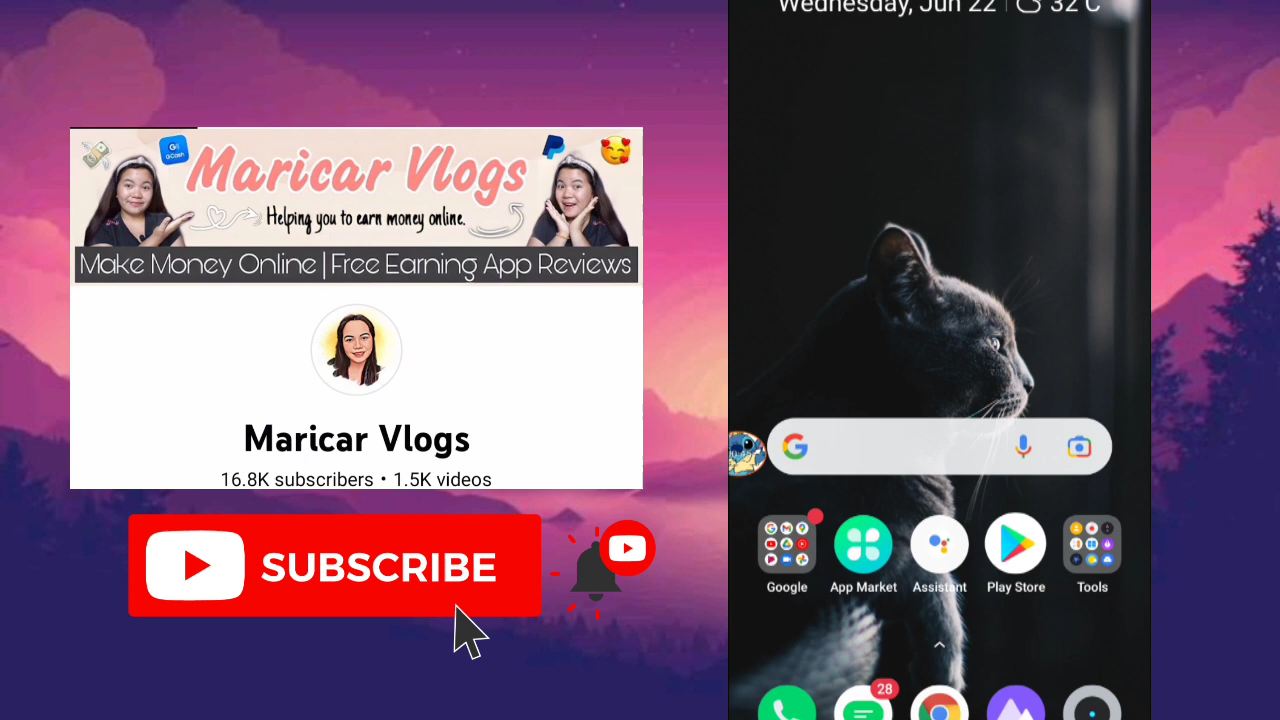 Maricar Vlogs
Helping you to earn money online.
Make Money Online | Free Earning App Reviews
Maricar Vlogs
16.8K subscribers • 1.5K videos
SUBSCRIBE
Wednesday, Jun 22 | 32°C
Google
App Market
Assistant
Play Store
Tools
28